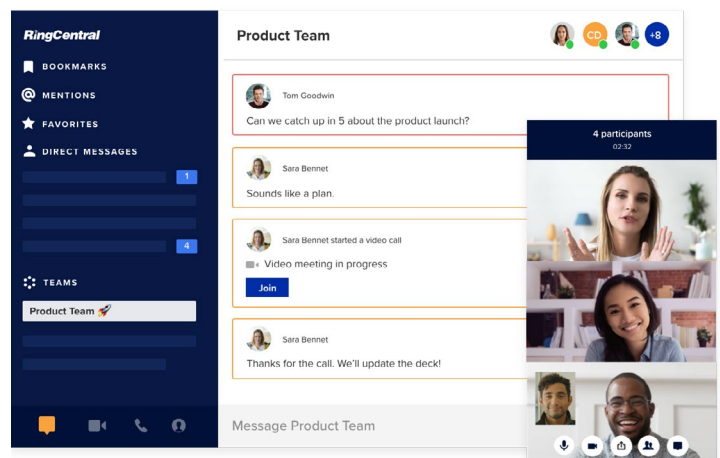 RingCentral
BOOKMARKS
MENTIONS
FAVORITES
DIRECT MESSAGES
1
4
TEAMS
Product Team 🚀
Product Team
CD
+8
Tom Goodwin
Can we catch up in 5 about the product launch?
Sara Bennet
Sounds like a plan.
Sara Bennet started a video call
Video meeting in progress
Join
Sara Bennet
Thanks for the call. We'll update the deck!
Message Product Team
4 participants
02:32